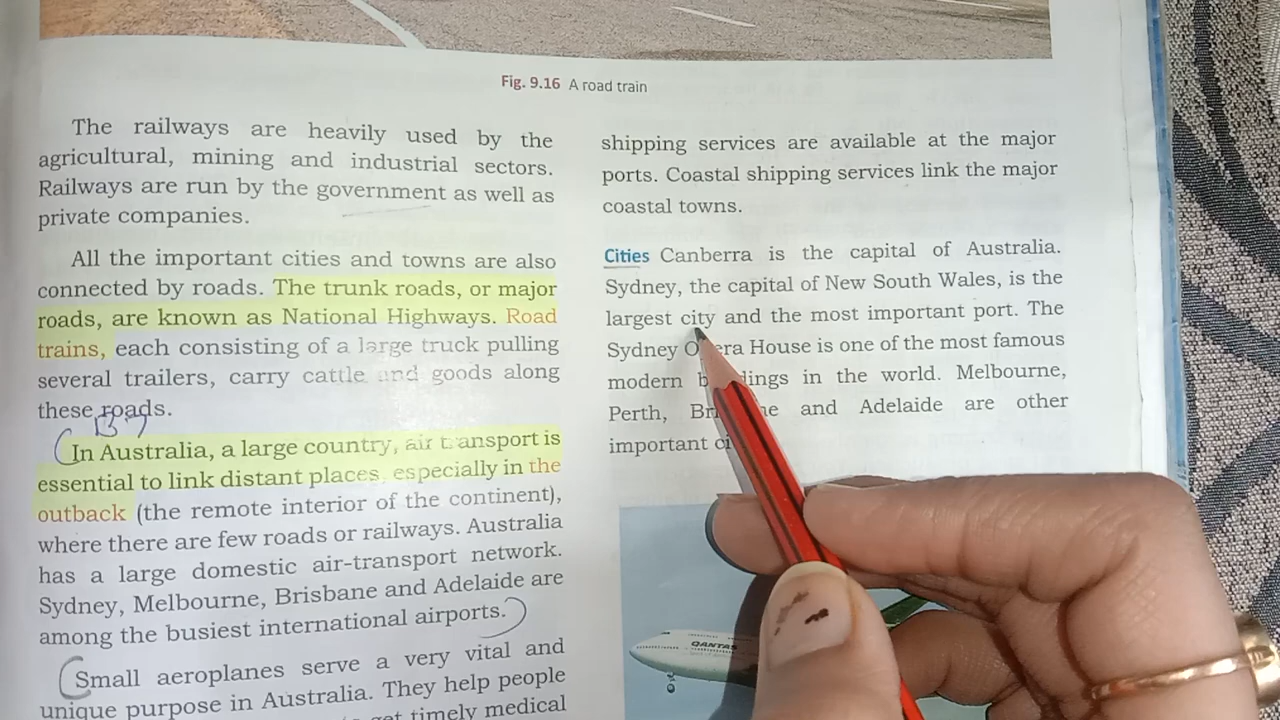 Fig. 9.16 A road train
The railways are heavily used by the
agricultural, mining and industrial sectors.
Railways are run by the government as well as
private companies.
All the important cities and towns are also
connected by roads. The trunk roads, or major
roads, are known as National Highways. Road
trains, each consisting of a large truck pulling
several trailers, carry cattle and goods along
these roads.
In Australia, a large country, air transport is
essential to link distant places, especially in the
outback (the remote interior of the continent),
where there are few roads or railways. Australia
has a large domestic air-transport network.
Sydney, Melbourne, Brisbane and Adelaide are
among the busiest international airports.
Small aeroplanes serve a very vital and
unique purpose in Australia. They help people
get timely medical
shipping services are available at the major
ports. Coastal shipping services link the major
coastal towns.
Cities Canberra is the capital of Australia.
Sydney, the capital of New South Wales, is the
largest city and the most important port. The
Sydney Opera House is one of the most famous
modern buildings in the world. Melbourne,
Perth, Brisbane and Adelaide are other
important
QANTAS